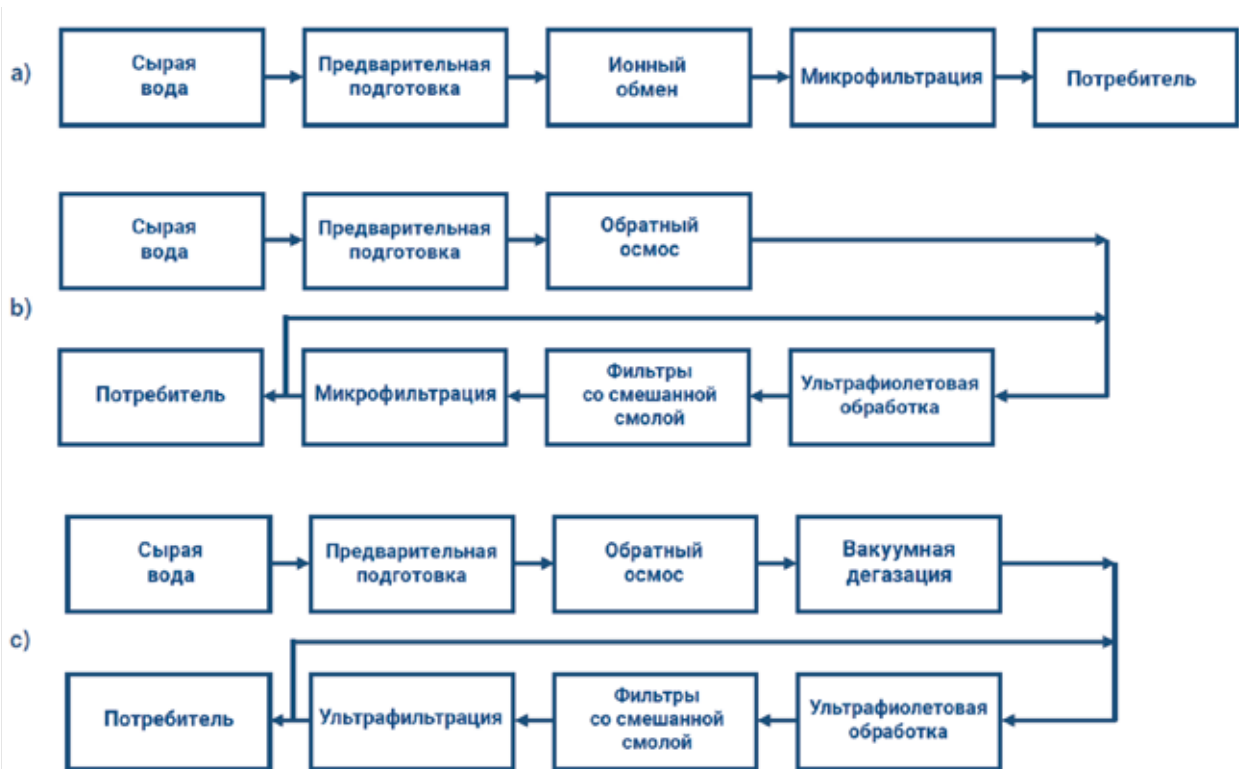 a)
Сырая
вода
Предварительная
подготовка
Ионный
обмен
Микрофильтрация
Потребитель
b)
Сырая
вода
Предварительная
подготовка
Обратный
осмос
Потребитель
Микрофильтрация
Фильтры
со смешанной
смолой
Ультрафиолетовая
обработка
c)
Сырая
вода
Предварительная
подготовка
Обратный
осмос
Вакуумная
дегазация
Потребитель
Ультрафильтрация
Фильтры
со смешанной
смолой
Ультрафиолетовая
обработка